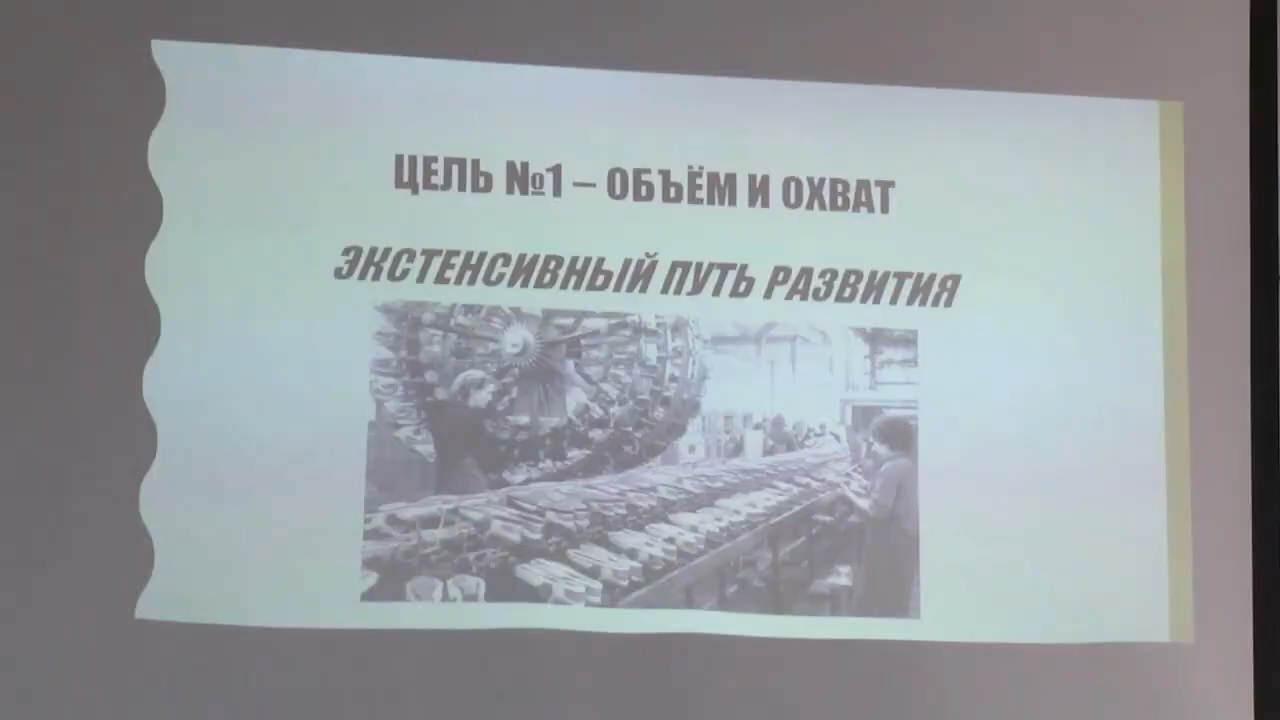 ЦЕЛЬ №1 – ОБЪЁМ И ОХВАТ
ЭКСТЕНСИВНЫЙ ПУТЬ РАЗВИТИЯ